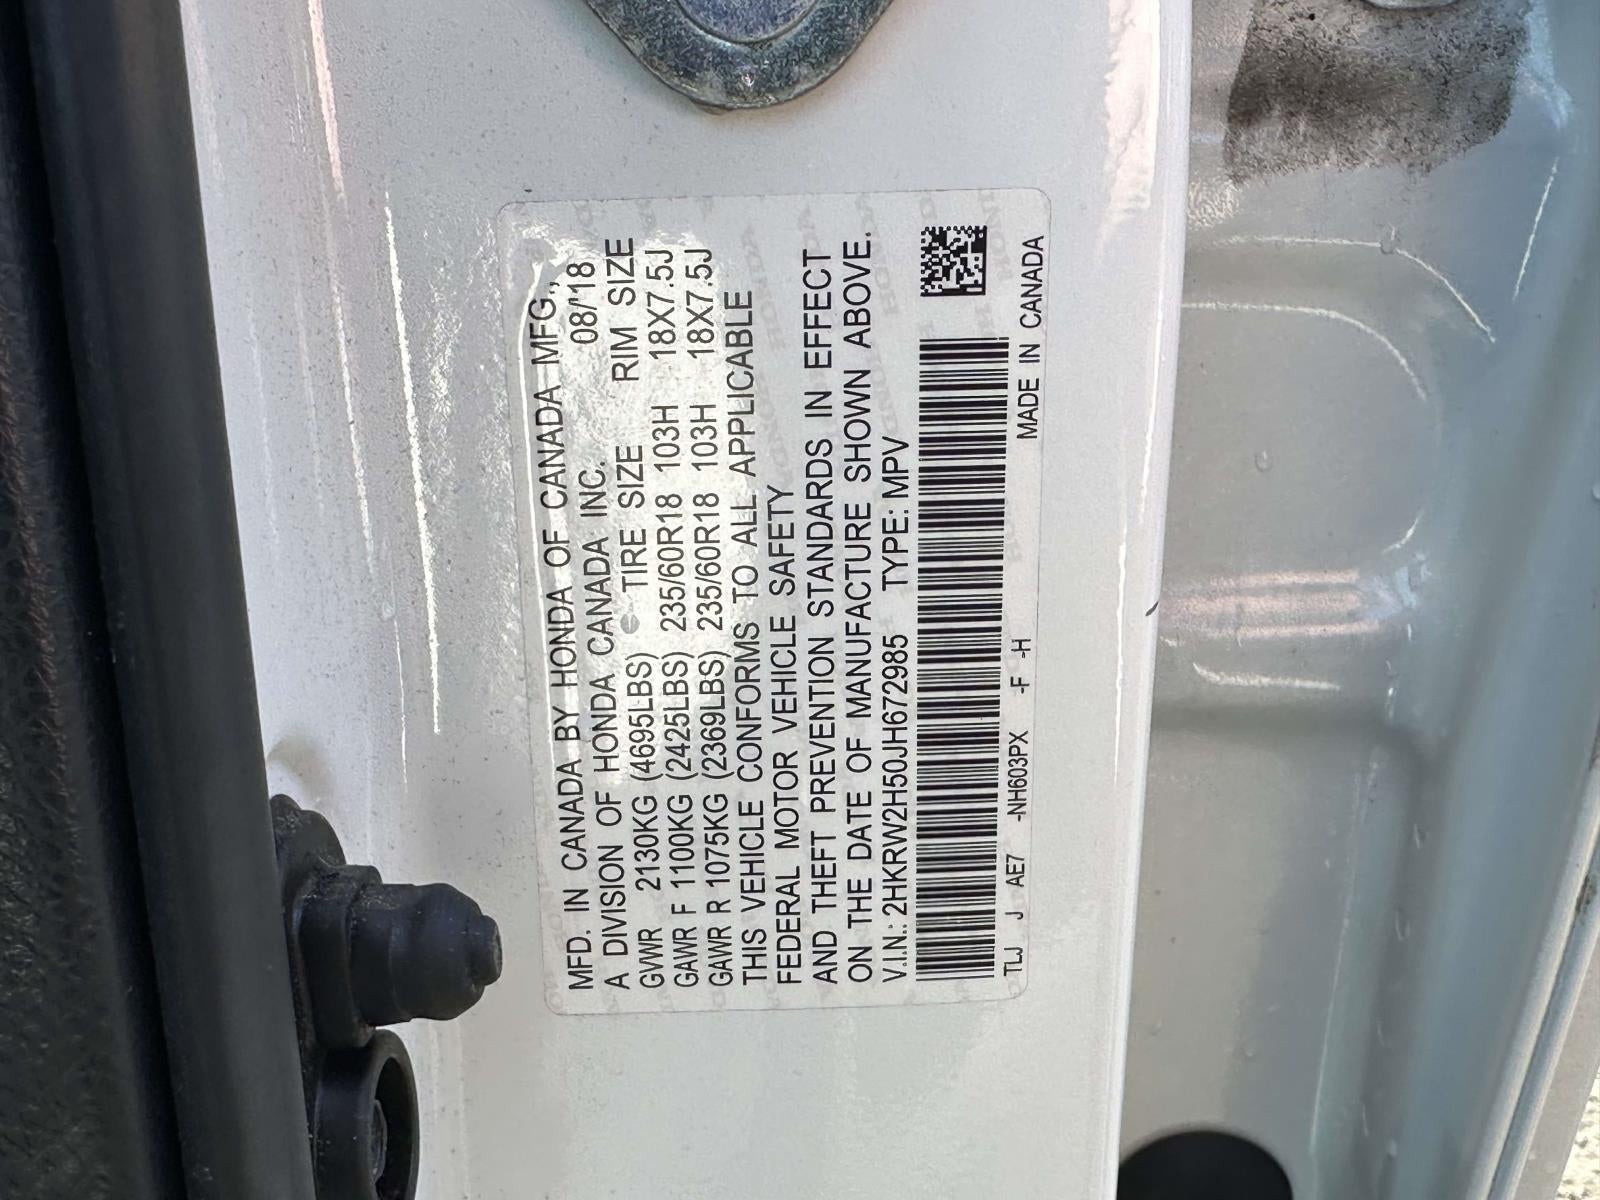 MFD. IN CANADA BY HONDA OF CANADA MFG.,
A DIVISION OF HONDA CANADA INC. 08/'18
TIRE SIZE RIM SIZE
GVWR 2130KG (4695LBS)
GAWR F 1100KG (2425LBS) 235/60R18 103H 18X7.5J
GAWR R 1075KG (2369LBS) 235/60R18 103H 18X7.5J
THIS VEHICLE CONFORMS TO ALL APPLICABLE
FEDERAL MOTOR VEHICLE SAFETY
AND THEFT PREVENTION STANDARDS IN EFFECT
ON THE DATE OF MANUFACTURE SHOWN ABOVE.
V.I.N.: 2HKRW2H50JH672985 TYPE: MPV
TLJ J AE7 -NH603PX -F -H MADE IN CANADA